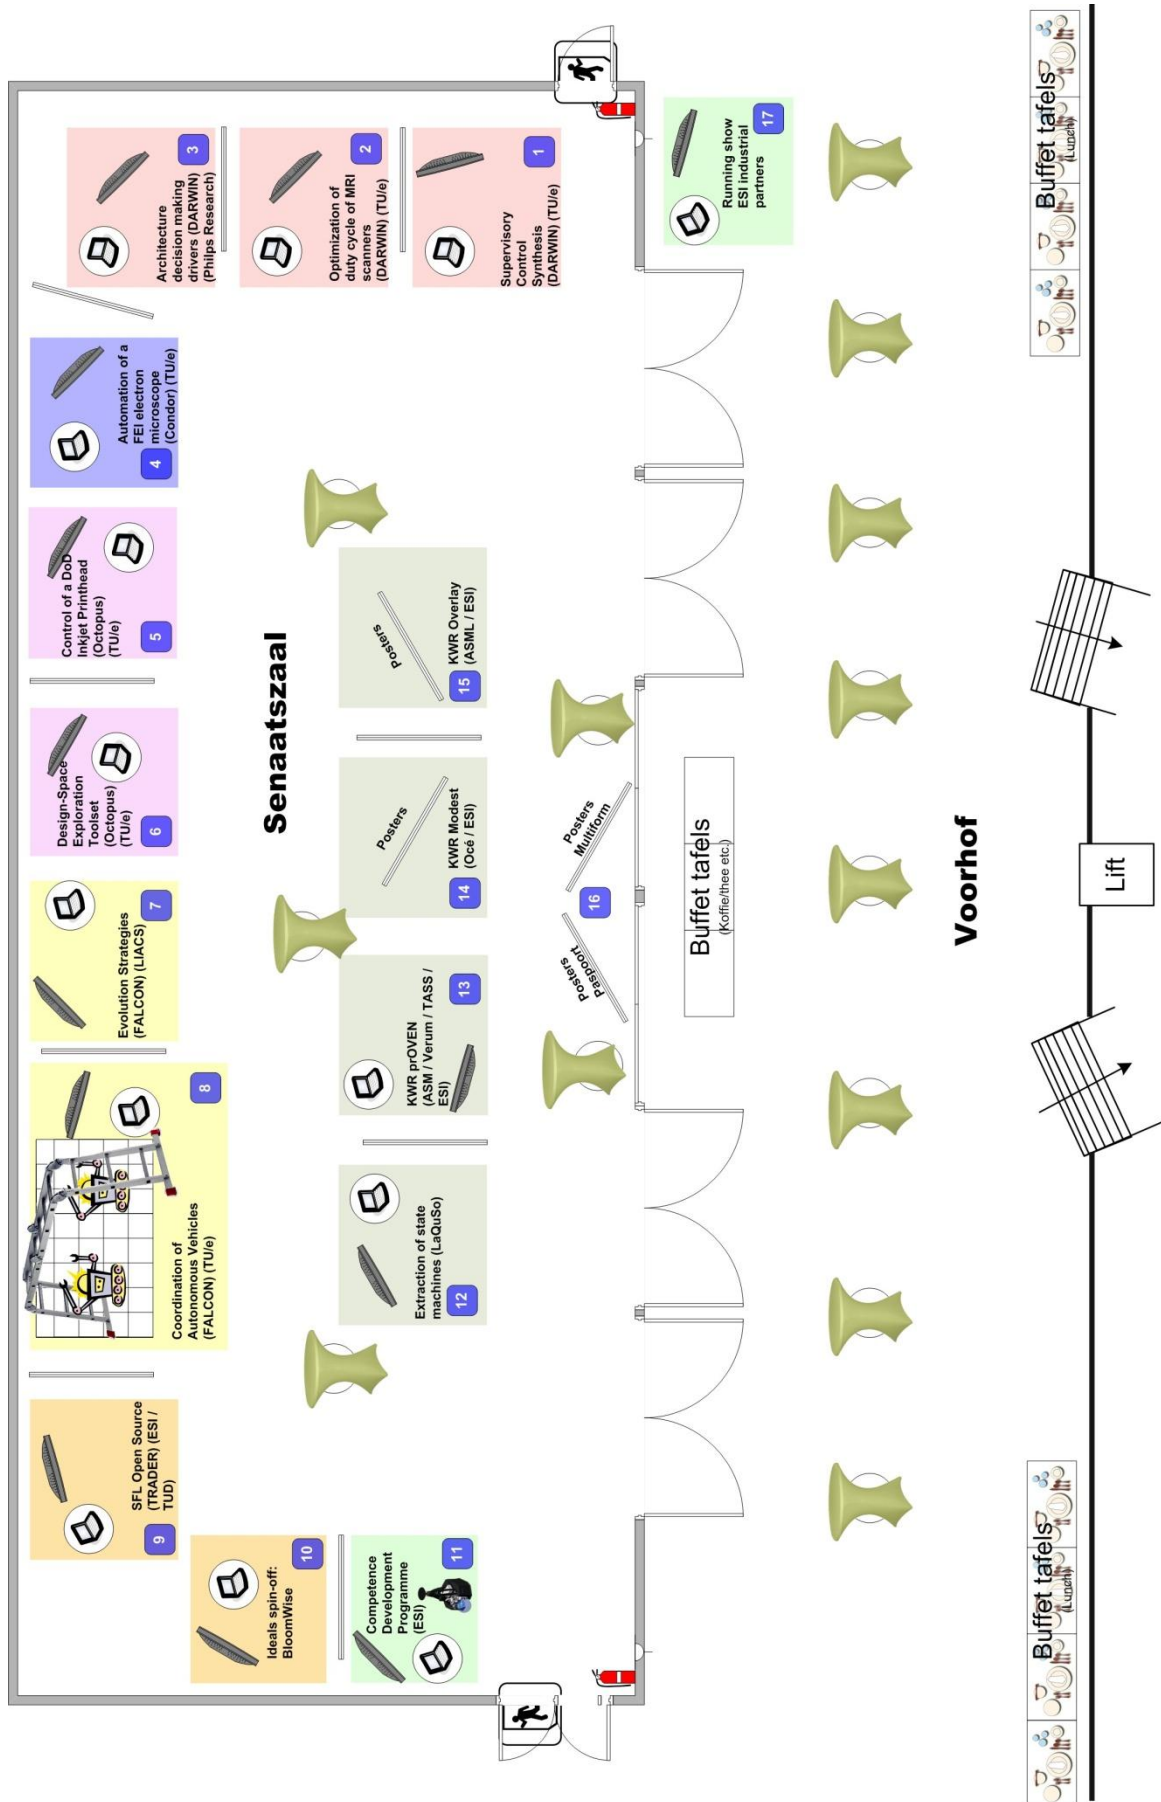 3
Architecture
decision making
drivers (DARWIN)
(Philps Research)
2
Optimization of
duty cycle of MRI
scanners
(DARWIN) (TU/e)
1
Supervisory
Control
Synthesis
(DARWIN) (TU/e)
17
Running show
ESI industrial
partners
Automation of a
FEI electron
microscope
(Condor) (TU/e)
4
Control of a DoD
Inkjet Printhead
(Octopus)
(TU/e)
5
Design-Space
Exploration
Toolset
(Octopus)
(TU/e)
6
7
Evolution Strategies
(FALCON) (LIACS)
8
Coordination of
Autonomous Vehicles
(FALCON) (TU/e)
SFL Open Source
(TRADER) (ESI /
TUD)
9
10
Ideals spin-off:
BloomWise
11
Competence
Development
Programme
(ESI)
Senaatszaal
Posters
KWR Overlay
(ASML / ESI)
15
Posters
KWR Modest
(Océ / ESI)
14
13
KWR prOVEN
(ASM / Verum / TASS /
ESI)
Extraction of state
machines (LaQuSo)
12
Posters
Multiform
16
Posters
Paspoort
Buffet tafels
(Koffie/thee etc.)
Voorhof
Lift
Buffet tafels
(Lunch)
Buffet tafels
(Lunch)